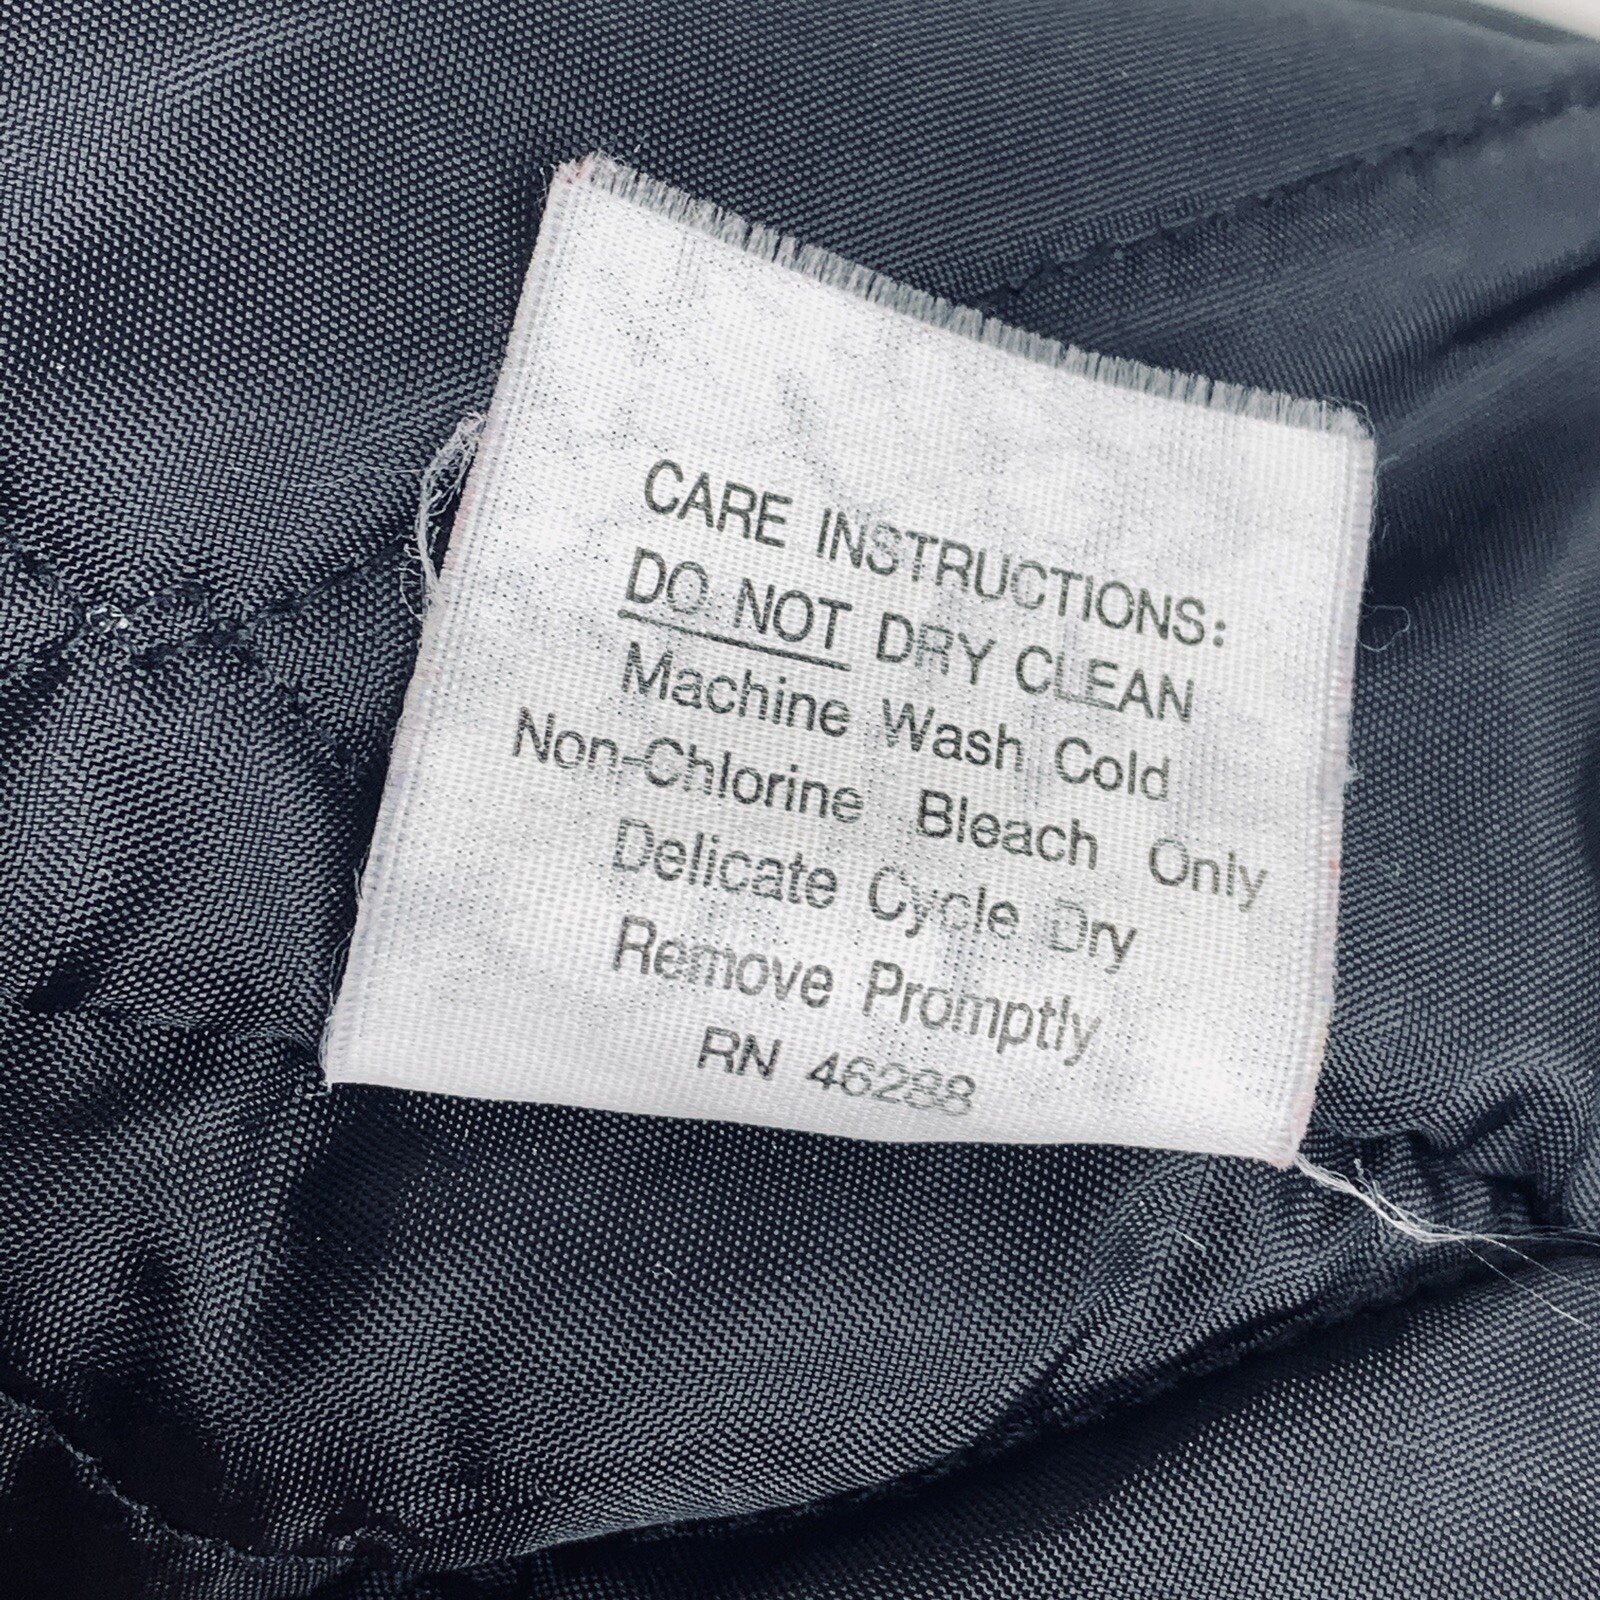 CARE INSTRUCTIONS:
DO NOT DRY CLEAN
Machine Wash Cold
Non-Chlorine Bleach Only
Delicate Cycle Dry
Remove Promptly
RN 46288